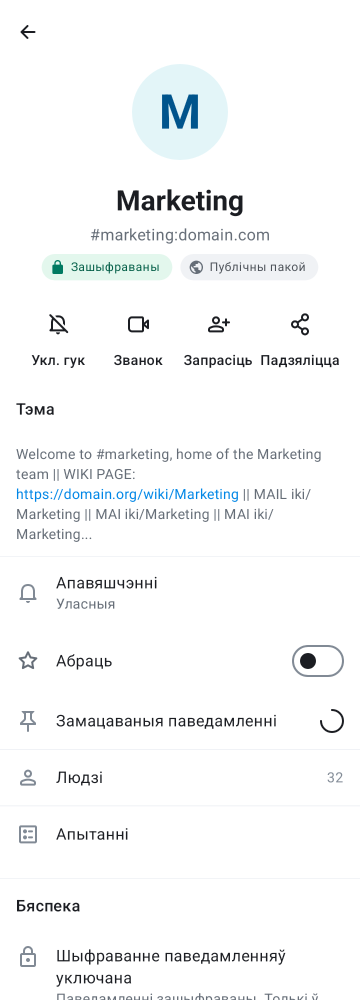 M
Marketing
#marketing:domain.com
Зашыфраваны Публічны пакой
Укл. гук Званок Запрасіць Падзяліцца
Тэма
Welcome to #marketing, home of the Marketing
team || WIKI PAGE:
https://domain.org/wiki/Marketing || MAIL iki/
Marketing || MAI iki/Marketing || MAI iki/
Marketing...
Апавяшчэнні
Уласныя
Абраць
Замацаваныя паведамленні
Людзі 32
Апытанні
Бяспека
Шыфраванне паведамленняў
уключана
Паведамленні зашыфраваны. Толькі ў